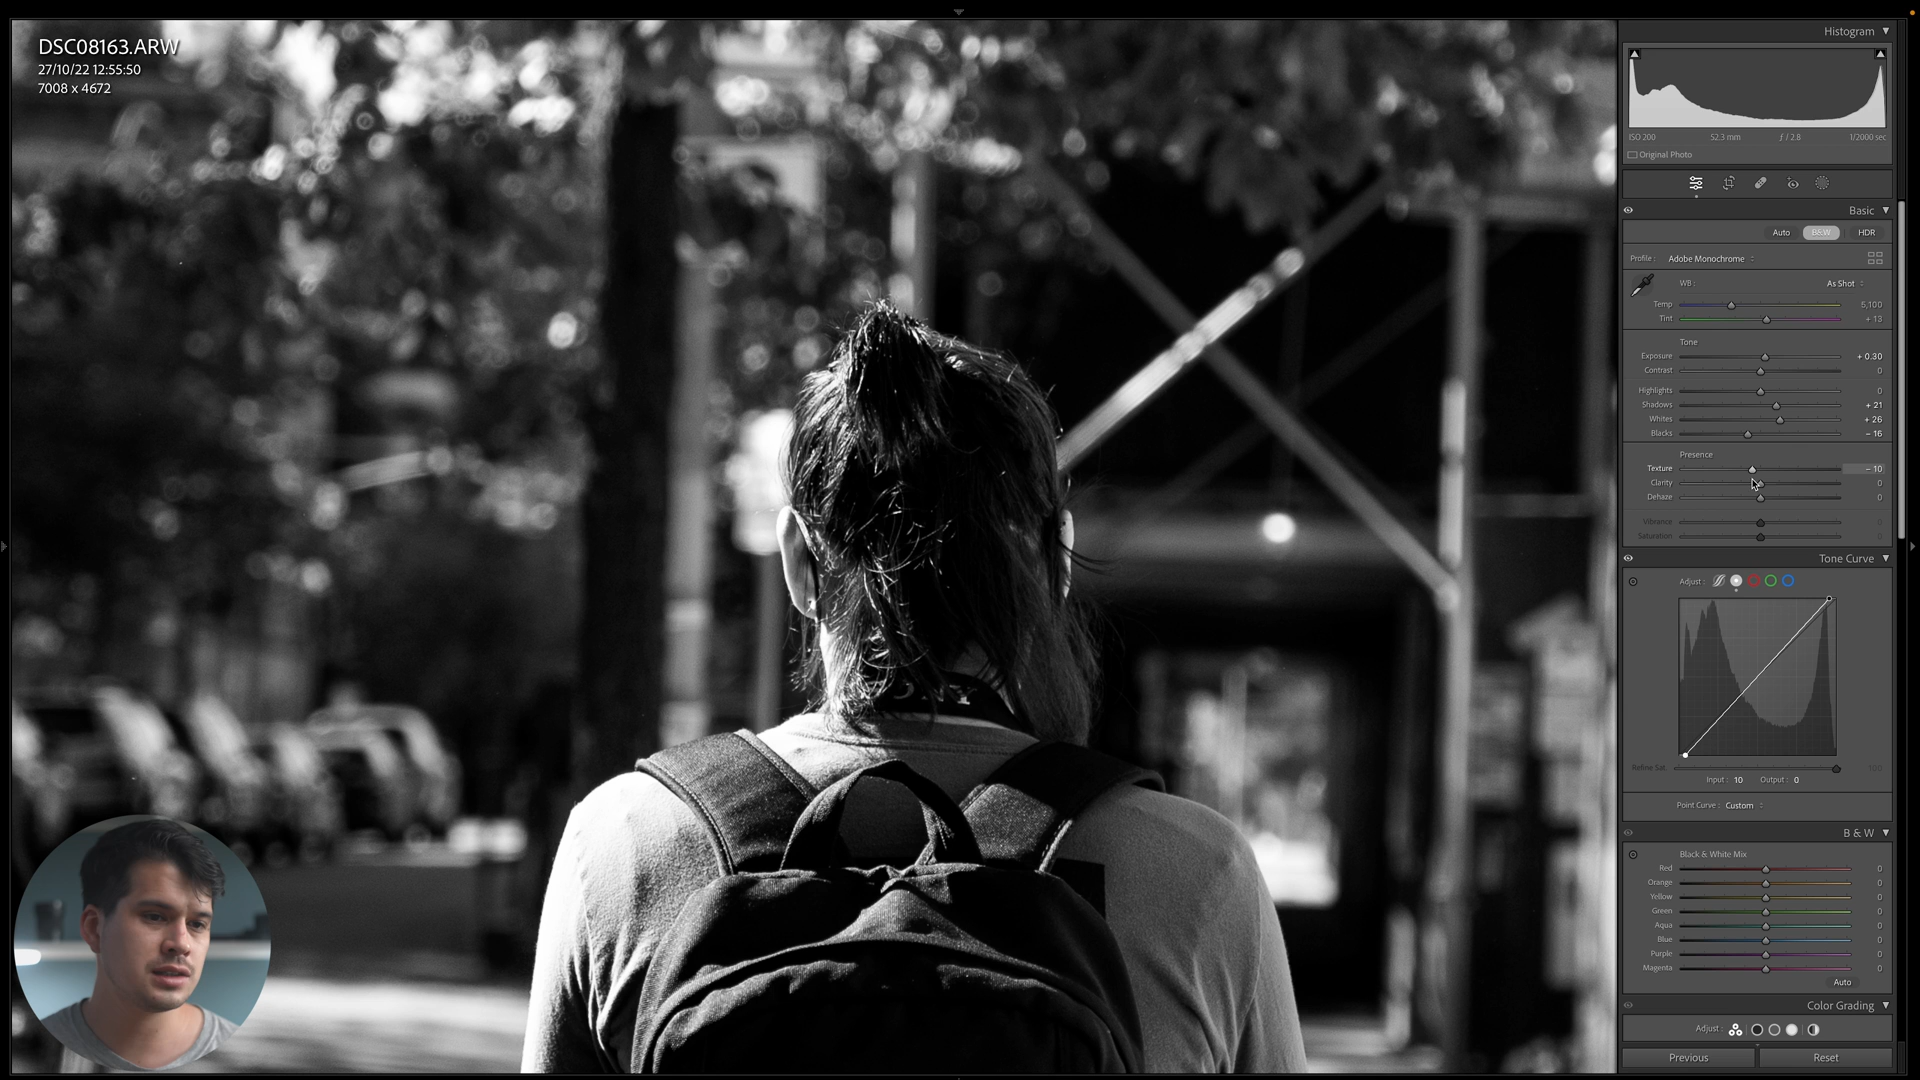 DSC08163.ARW
27/10/22 12:55:50
7008 x 4672
ONY
Histogram
ISO 200 52.3 mm ƒ / 2.8 1/2000 sec
Original Photo
Basic
Auto B&W HDR
Profile : Adobe Monochrome
WB : As Shot
Temp 5,100
Tint + 13
Tone
Exposure + 0.30
Contrast 0
Highlights 0
Shadows + 21
Whites + 26
Blacks − 16
Presence
Texture − 10
Clarity 0
Dehaze 0
Vibrance 0
Saturation 0
Tone Curve
Adjust :
Refine Sat. 100
Input : 10 Output : 0
Point Curve : Custom
B & W
Black & White Mix
Red 0
Orange 0
Yellow 0
Green 0
Aqua 0
Blue 0
Purple 0
Magenta 0
Auto
Color Grading
Adjust :
Previous Reset